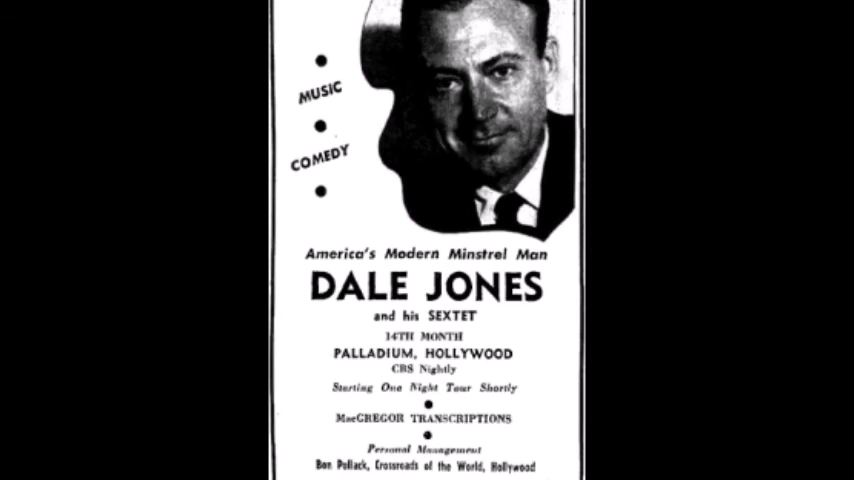 MUSIC
COMEDY
America's Modern Minstrel Man
DALE JONES
and his SEXTET
14TH MONTH
PALLADIUM, HOLLYWOOD
CBS Nightly
Starting One Night Tour Shortly
MacGREGOR TRANSCRIPTIONS
Personal Management
Ben Pollack, Crossroads of the World, Hollywood